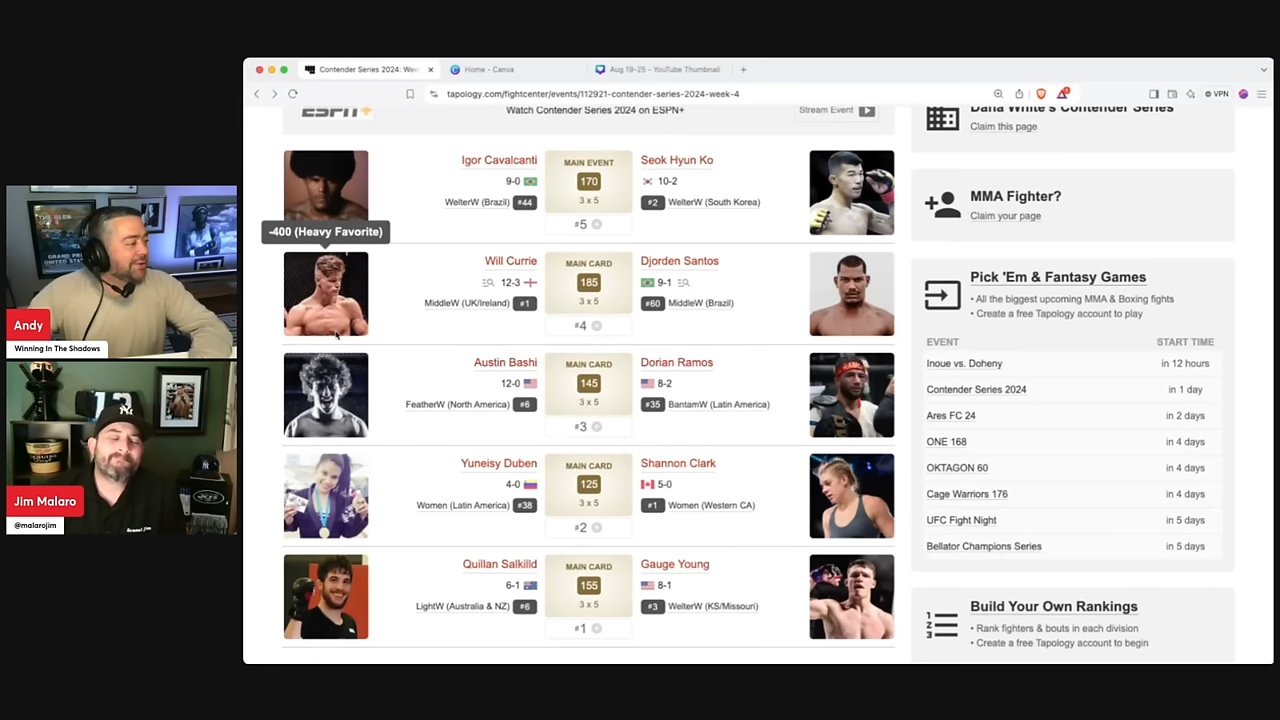 Contender Series 2024: Wee
Home - Canva
Aug 19-25 - YouTube Thumbnail
tapology.com/fightcenter/events/112921-contender-series-2024-week-4
VPN
ESPN+
Watch Contender Series 2024 on ESPN+
Stream Event
Igor Cavalcanti
MAIN EVENT
Seok Hyun Ko
9-0
170
10-2
WelterW (Brazil) #44
3 x 5
#2 WelterW (South Korea)
#5
-400 (Heavy Favorite)
Will Currie
MAIN CARD
Djorden Santos
12-3
185
9-1
MiddleW (UK/Ireland) #1
3 x 5
#60 MiddleW (Brazil)
#4
Austin Bashi
MAIN CARD
Dorian Ramos
12-0
145
8-2
FeatherW (North America) #6
3 x 5
#35 BantamW (Latin America)
#3
Yuneisy Duben
MAIN CARD
Shannon Clark
4-0
125
5-0
Women (Latin America) #38
3 x 5
#1 Women (Western CA)
#2
Quillan Salkilld
MAIN CARD
Gauge Young
6-1
155
8-1
LightW (Australia & NZ) #6
3 x 5
#3 WelterW (KS/Missouri)
#1
Dana White's Contender Series
Claim this page
MMA Fighter?
Claim your page
Pick 'Em & Fantasy Games
• All the biggest upcoming MMA & Boxing fights
• Create a free Tapology account to play
EVENT START TIME
Inoue vs. Doheny in 12 hours
Contender Series 2024 in 1 day
Ares FC 24 in 2 days
ONE 168 in 4 days
OKTAGON 60 in 4 days
Cage Warriors 176 in 4 days
UFC Fight Night in 5 days
Bellator Champions Series in 5 days
Build Your Own Rankings
• Rank fighters & bouts in each division
• Create a free Tapology account to begin
Andy
Winning In The Shadows
Jim Malaro
@malarojim